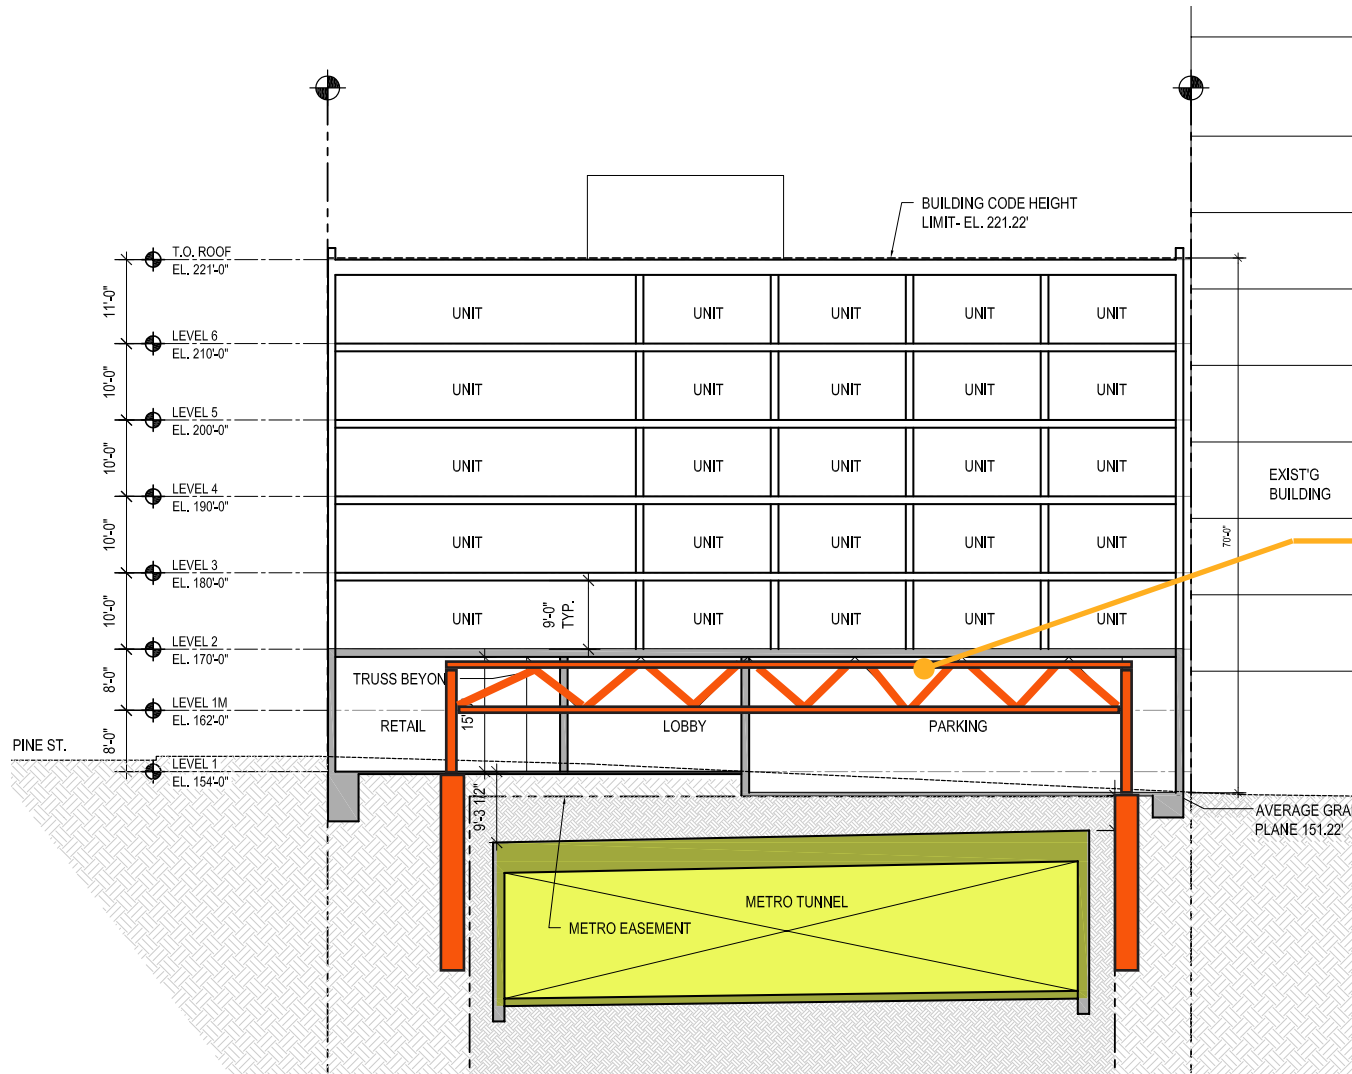 BUILDING CODE HEIGHT
LIMIT- EL. 221.22'
T.O. ROOF
EL. 221'-0"
11'-0"
UNIT UNIT UNIT UNIT UNIT
LEVEL 6
EL. 210'-0"
10'-0"
UNIT UNIT UNIT UNIT UNIT
LEVEL 5
EL. 200'-0"
10'-0"
UNIT UNIT UNIT UNIT UNIT
LEVEL 4
EL. 190'-0"
EXIST'G
BUILDING
10'-0"
UNIT UNIT UNIT UNIT UNIT
70'-0"
LEVEL 3
EL. 180'-0"
10'-0"
9'-0"
TYP.
UNIT UNIT UNIT UNIT UNIT
LEVEL 2
EL. 170'-0"
8'-0"
TRUSS BEYON
LEVEL 1M
EL. 162'-0"
15'
RETAIL LOBBY PARKING
8'-0"
PINE ST.
LEVEL 1
EL. 154'-0"
9'-3 1/2"
AVERAGE GRA
PLANE 151.22'
METRO TUNNEL
METRO EASEMENT